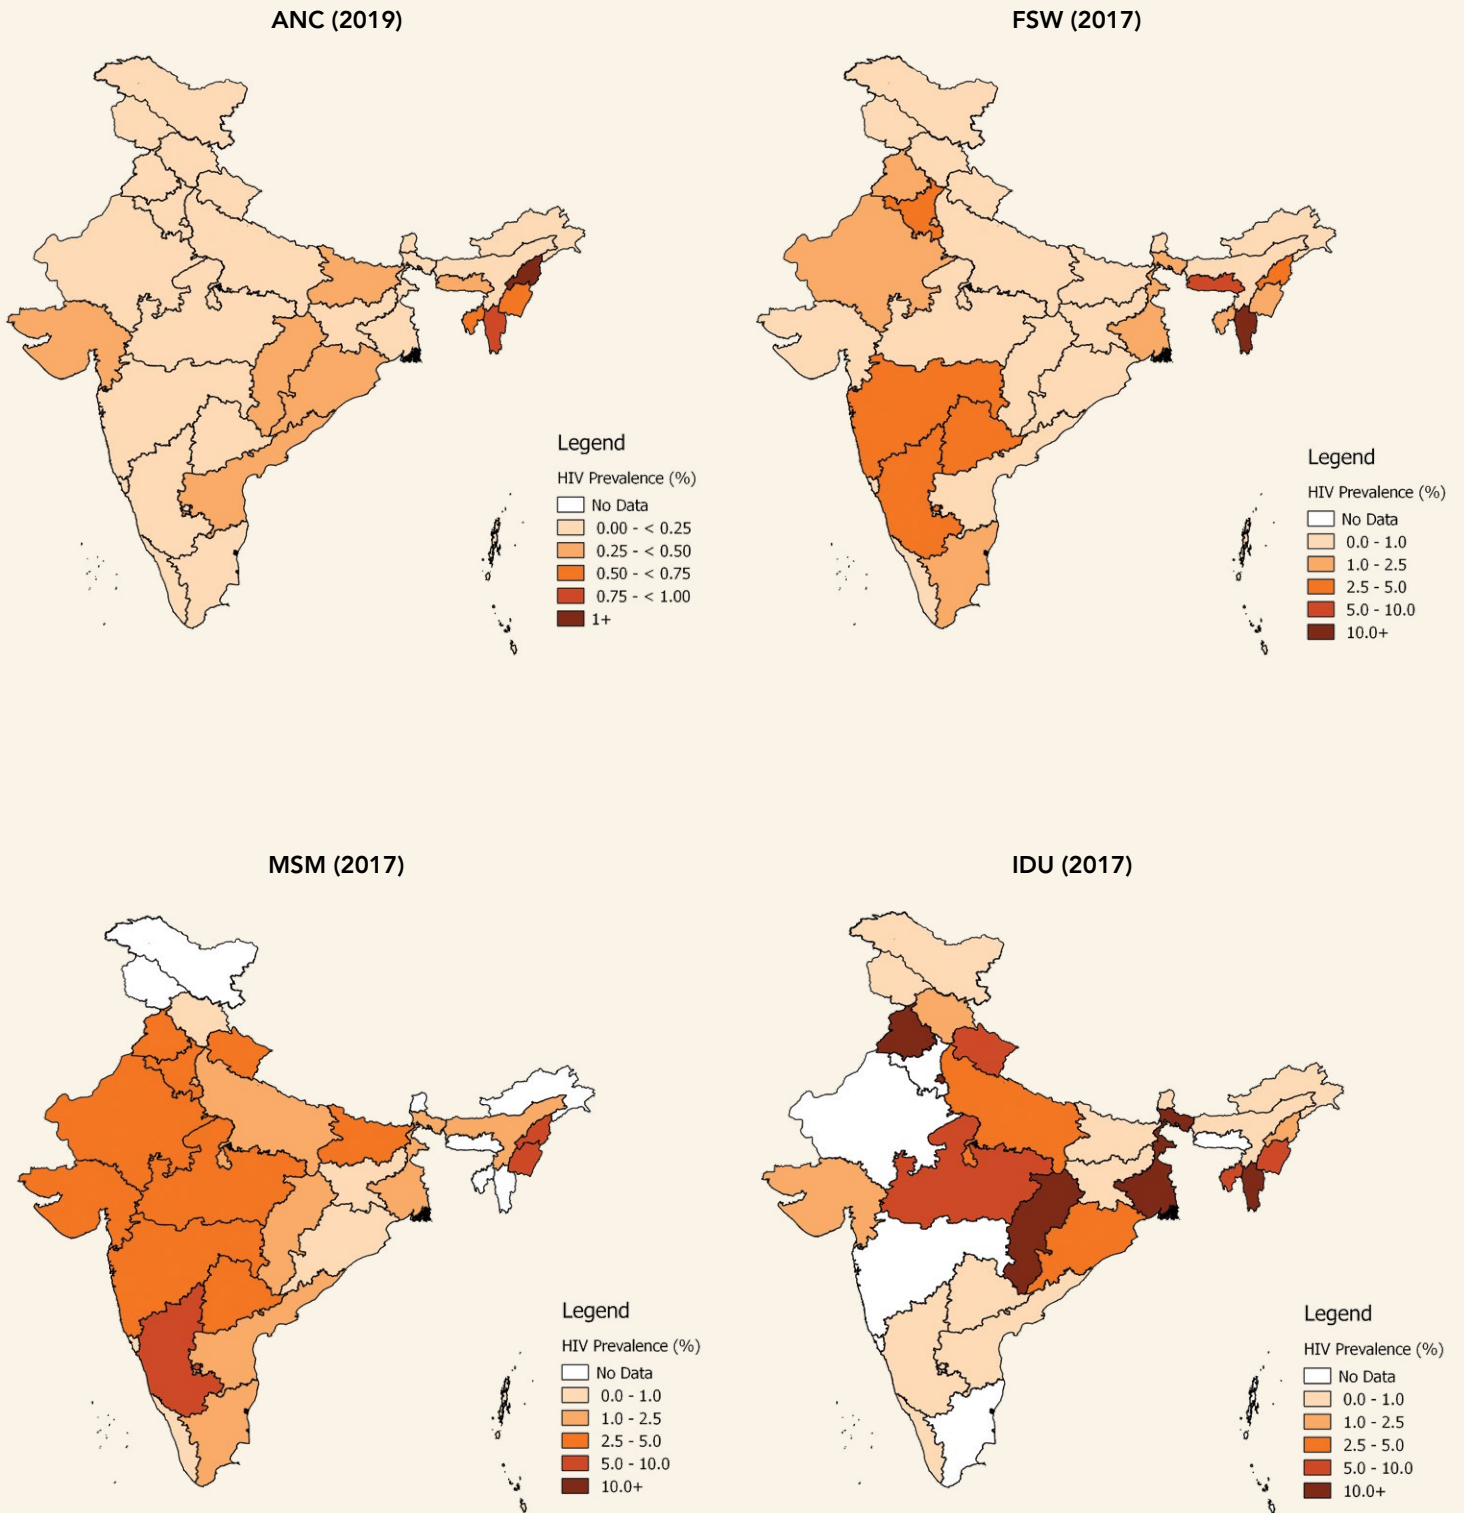 ANC (2019)
FSW (2017)
Legend
HIV Prevalence (%)
No Data
0.00 - < 0.25
0.25 - < 0.50
0.50 - < 0.75
0.75 - < 1.00
1+
Legend
HIV Prevalence (%)
No Data
0.0 - 1.0
1.0 - 2.5
2.5 - 5.0
5.0 - 10.0
10.0+
MSM (2017)
IDU (2017)
Legend
HIV Prevalence (%)
No Data
0.0 - 1.0
1.0 - 2.5
2.5 - 5.0
5.0 - 10.0
10.0+
Legend
HIV Prevalence (%)
No Data
0.0 - 1.0
1.0 - 2.5
2.5 - 5.0
5.0 - 10.0
10.0+